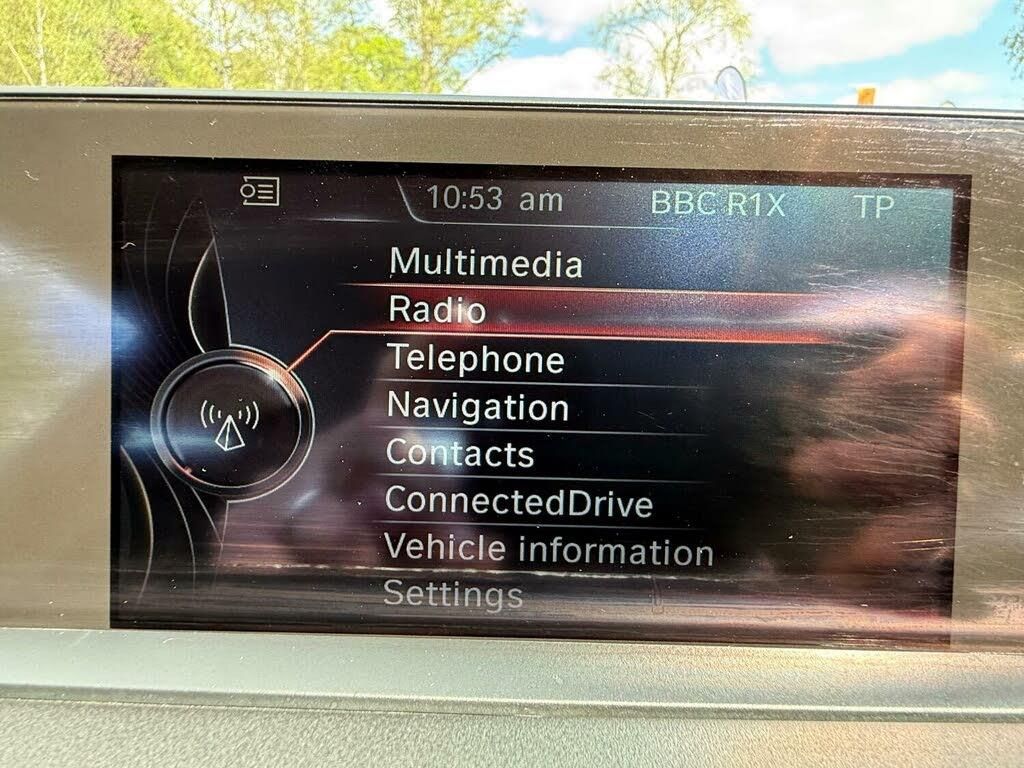 10:53 am BBC R1X TP
Multimedia
Radio
Telephone
Navigation
Contacts
ConnectedDrive
Vehicle information
Settings